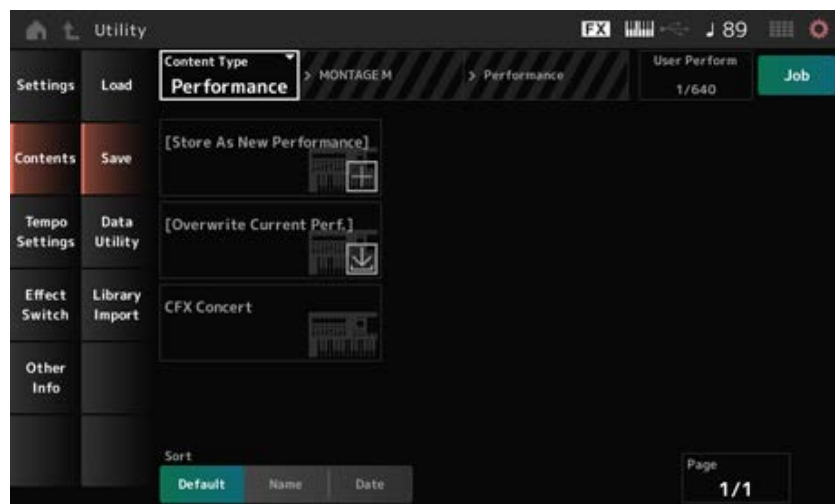 Utility
FX
♩ 89
Settings
Load
Content Type
Performance
> MONTAGE M
> Performance
User Perform
1/640
Job
Contents
Save
[Store As New Performance]
Tempo
Settings
Data
Utility
[Overwrite Current Perf.]
Effect
Switch
Library
Import
CFX Concert
Other
Info
Sort
Default
Name
Date
Page
1/1